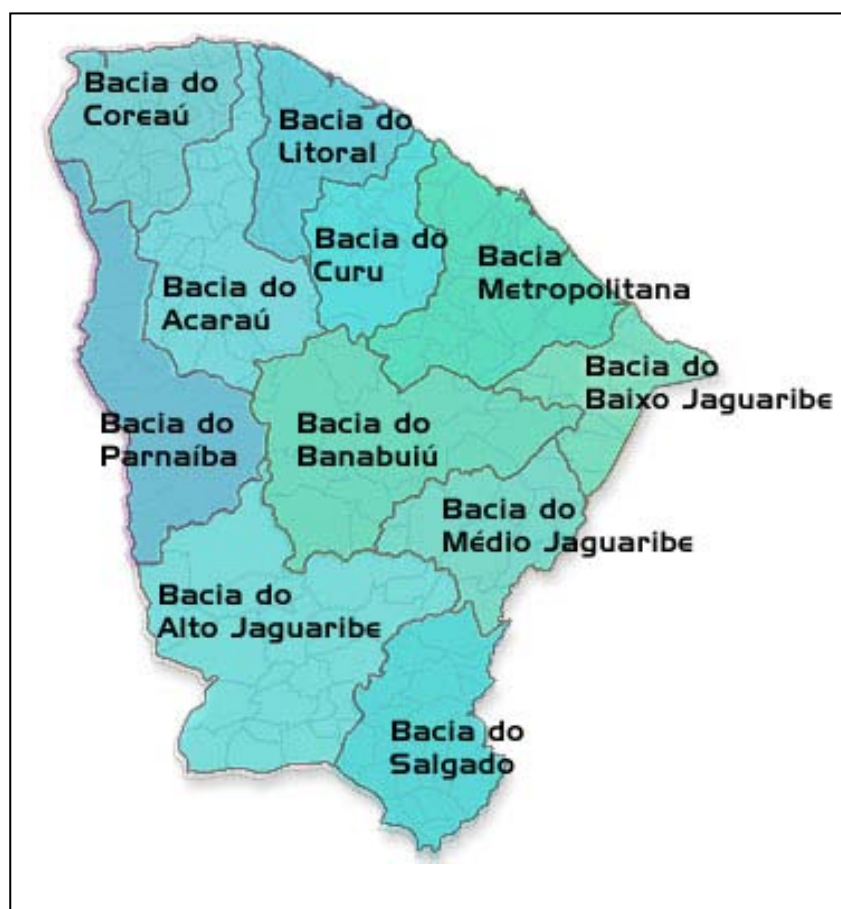 Bacia do
Coreaú
Bacia do
Litoral
Bacia do
Curu
Bacia
Metropolitana
Bacia do
Acaraú
Bacia do
Baixo Jaguaribe
Bacia do
Parnaíba
Bacia do
Banabuiú
Bacia do
Médio Jaguaribe
Bacia do
Alto Jaguaribe
Bacia do
Salgado